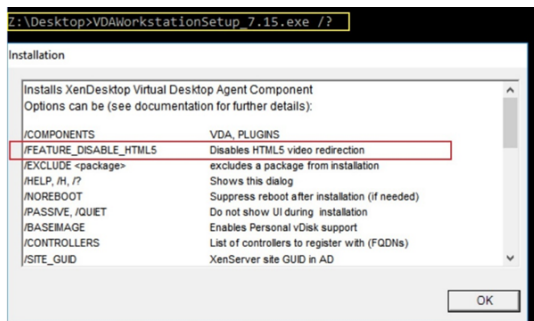 Z:\Desktop>VDAWorkstationSetup_7.15.exe /?
Installation
Installs XenDesktop Virtual Desktop Agent Component
Options can be (see documentation for further details):
/COMPONENTS VDA, PLUGINS
/FEATURE_DISABLE_HTML5 Disables HTML5 video redirection
/EXCLUDE <package> excludes a package from installation
/HELP, /H, /? Shows this dialog
/NOREBOOT Suppress reboot after installation (if needed)
/PASSIVE, /QUIET Do not show UI during installation
/BASEIMAGE Enables Personal vDisk support
/CONTROLLERS List of controllers to register with (FQDNs)
/SITE_GUID XenServer site GUID in AD
OK